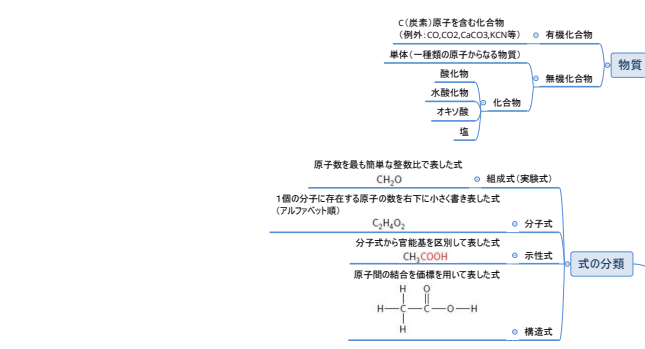 C（炭素）原子を含む化合物
（例外：CO,CO2,CaCO3,KCN等）
有機化合物
単体（一種類の原子からなる物質）
物質
酸化物
無機化合物
水酸化物
化合物
オキソ酸
塩
原子数を最も簡単な整数比で表した式
CH₂O
組成式（実験式）
1個の分子に存在する原子の数を右下に小さく書き表した式
（アルファベット順）
C₂H₄O₂
分子式
分子式から官能基を区別して表した式
CH₃COOH
示性式
式の分類
原子間の結合を価標を用いて表した式
H O
H—C—C—O—H
H
構造式